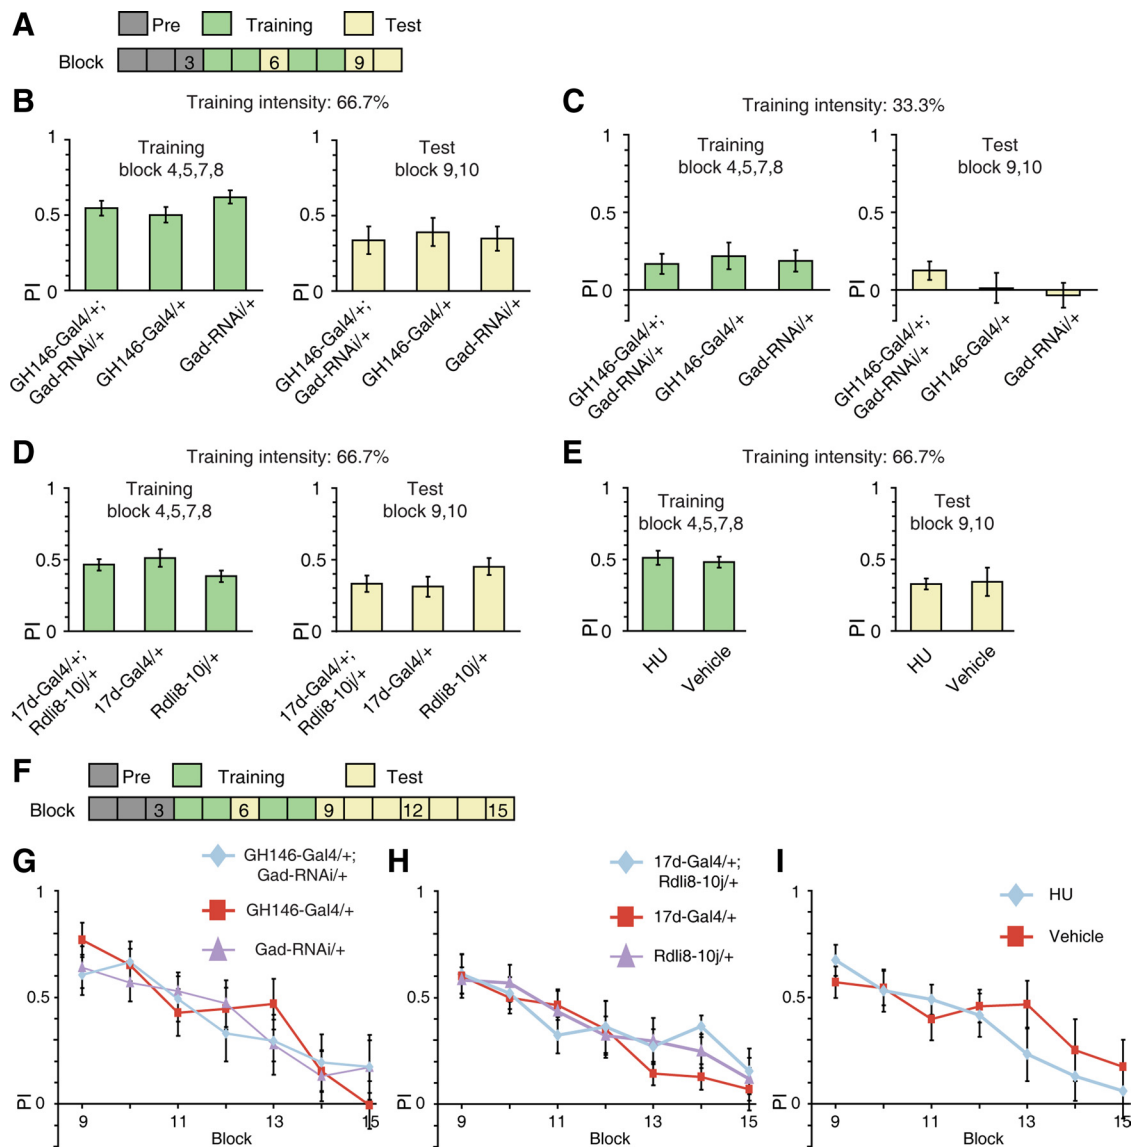 A
Pre Training Test
Block 3 6 9
B
Training intensity: 66.7%
1 Training
block 4,5,7,8
0.5
PI 0
GH146-Gal4/+;
Gad-RNAi/+
GH146-Gal4/+
Gad-RNAi/+
1 Test
block 9,10
0.5
PI 0
GH146-Gal4/+;
Gad-RNAi/+
GH146-Gal4/+
Gad-RNAi/+
C
Training intensity: 33.3%
1 Training
block 4,5,7,8
0.5
PI 0
GH146-Gal4/+;
Gad-RNAi/+
GH146-Gal4/+
Gad-RNAi/+
1 Test
block 9,10
0.5
PI 0
GH146-Gal4/+;
Gad-RNAi/+
GH146-Gal4/+
Gad-RNAi/+
D
Training intensity: 66.7%
1 Training
block 4,5,7,8
0.5
PI 0
17d-Gal4/+;
Rdli8-10j/+
17d-Gal4/+
Rdli8-10j/+
1 Test
block 9,10
0.5
PI 0
17d-Gal4/+;
Rdli8-10j/+
17d-Gal4/+
Rdli8-10j/+
E
Training intensity: 66.7%
1 Training
block 4,5,7,8
0.5
PI 0
HU
Vehicle
1 Test
block 9,10
0.5
PI 0
HU
Vehicle
F
Pre Training Test
Block 3 6 9 12 15
G
GH146-Gal4/+;
Gad-RNAi/+
GH146-Gal4/+
Gad-RNAi/+
1
0.5
PI 0
9 11 13 15
Block
H
17d-Gal4/+;
Rdli8-10j/+
17d-Gal4/+
Rdli8-10j/+
1
0.5
PI 0
9 11 13 15
Block
I
HU
Vehicle
1
0.5
PI 0
9 11 13 15
Block